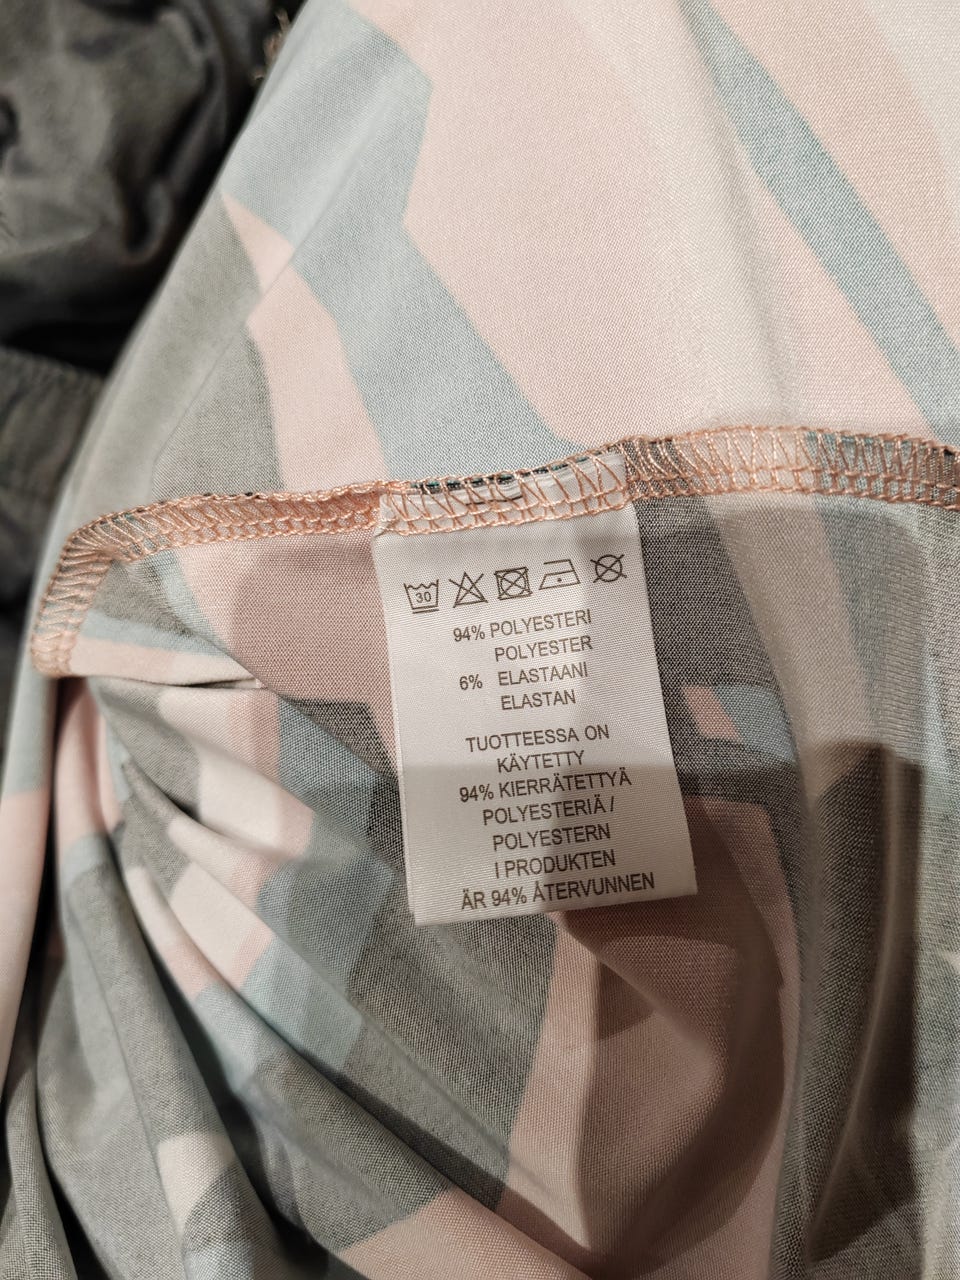 30
94% POLYESTERI
POLYESTER
6% ELASTAANI
ELASTAN
TUOTTEESSA ON
KÄYTETTY
94% KIERRÄTETTYÄ
POLYESTERIÄ /
POLYESTERN
I PRODUKTEN
ÄR 94% ÅTERVUNNEN